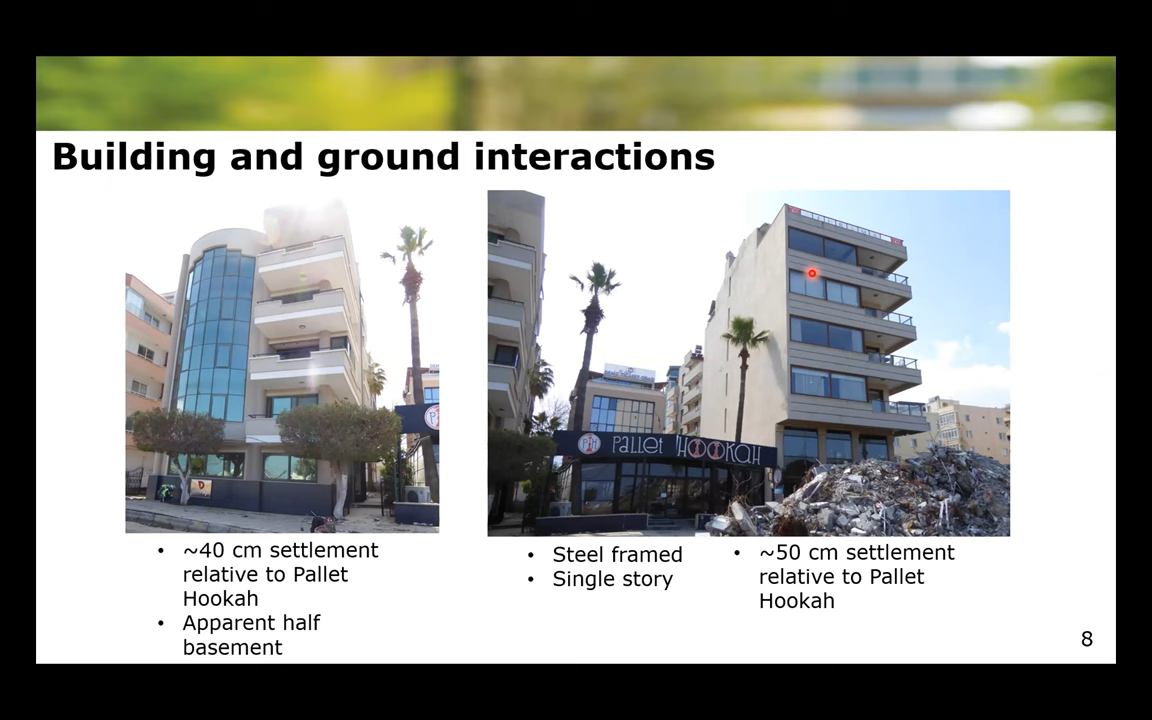 Building and ground interactions
PH
Pallet HOOKAH
• ~40 cm settlement
relative to Pallet
Hookah
• Apparent half
basement
• Steel framed
• Single story
• ~50 cm settlement
relative to Pallet
Hookah
8